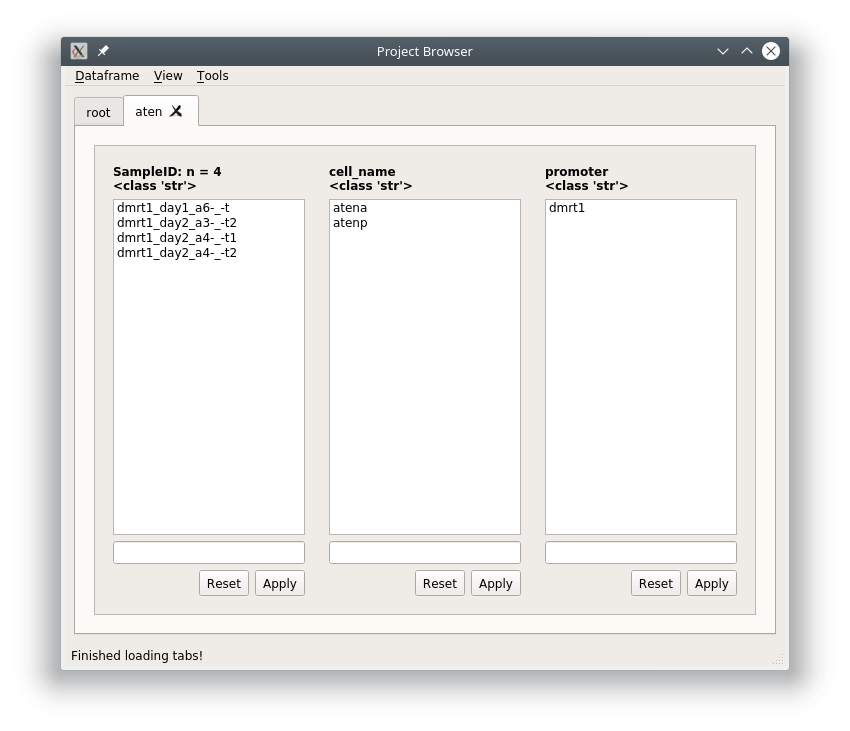 Project Browser
Dataframe View Tools
root aten
SampleID: n = 4
<class 'str'>
dmrt1_day1_a6-_-t
dmrt1_day2_a3-_-t2
dmrt1_day2_a4-_-t1
dmrt1_day2_a4-_-t2
Reset Apply
cell_name
<class 'str'>
atena
atenp
Reset Apply
promoter
<class 'str'>
dmrt1
Reset Apply
Finished loading tabs!